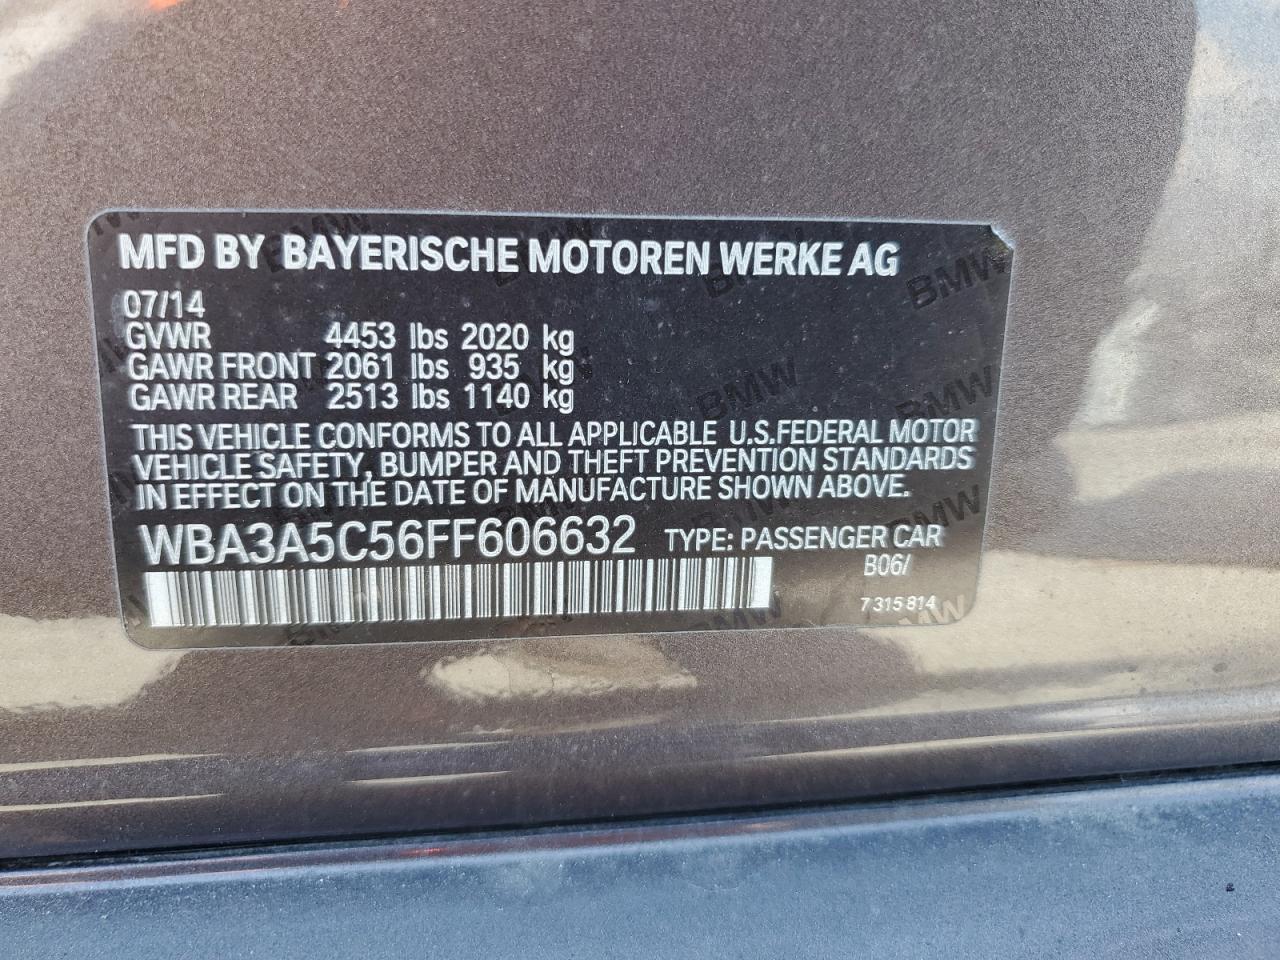 MFD BY BAYERISCHE MOTOREN WERKE AG
07/14
GVWR 4453 lbs 2020 kg
GAWR FRONT 2061 lbs 935 kg
GAWR REAR 2513 lbs 1140 kg
THIS VEHICLE CONFORMS TO ALL APPLICABLE U.S.FEDERAL MOTOR
VEHICLE SAFETY, BUMPER AND THEFT PREVENTION STANDARDS
IN EFFECT ON THE DATE OF MANUFACTURE SHOWN ABOVE.
WBA3A5C56FF606632 TYPE: PASSENGER CAR
B06/
7 315 814